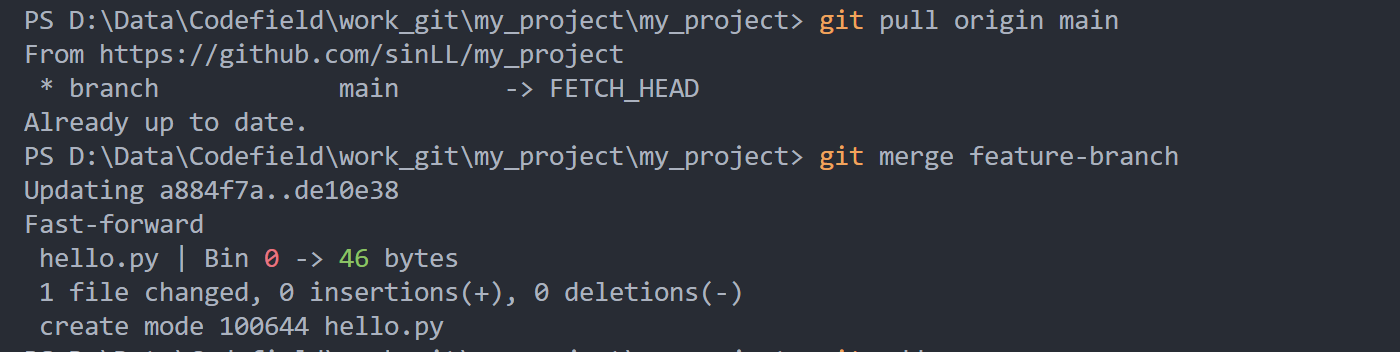 PS D:\Data\Codefield\work_git\my_project\my_project> git pull origin main
From https://github.com/sinLL/my_project
 * branch            main       -> FETCH_HEAD
Already up to date.
PS D:\Data\Codefield\work_git\my_project\my_project> git merge feature-branch
Updating a884f7a..de10e38
Fast-forward
 hello.py | Bin 0 -> 46 bytes
 1 file changed, 0 insertions(+), 0 deletions(-)
 create mode 100644 hello.py